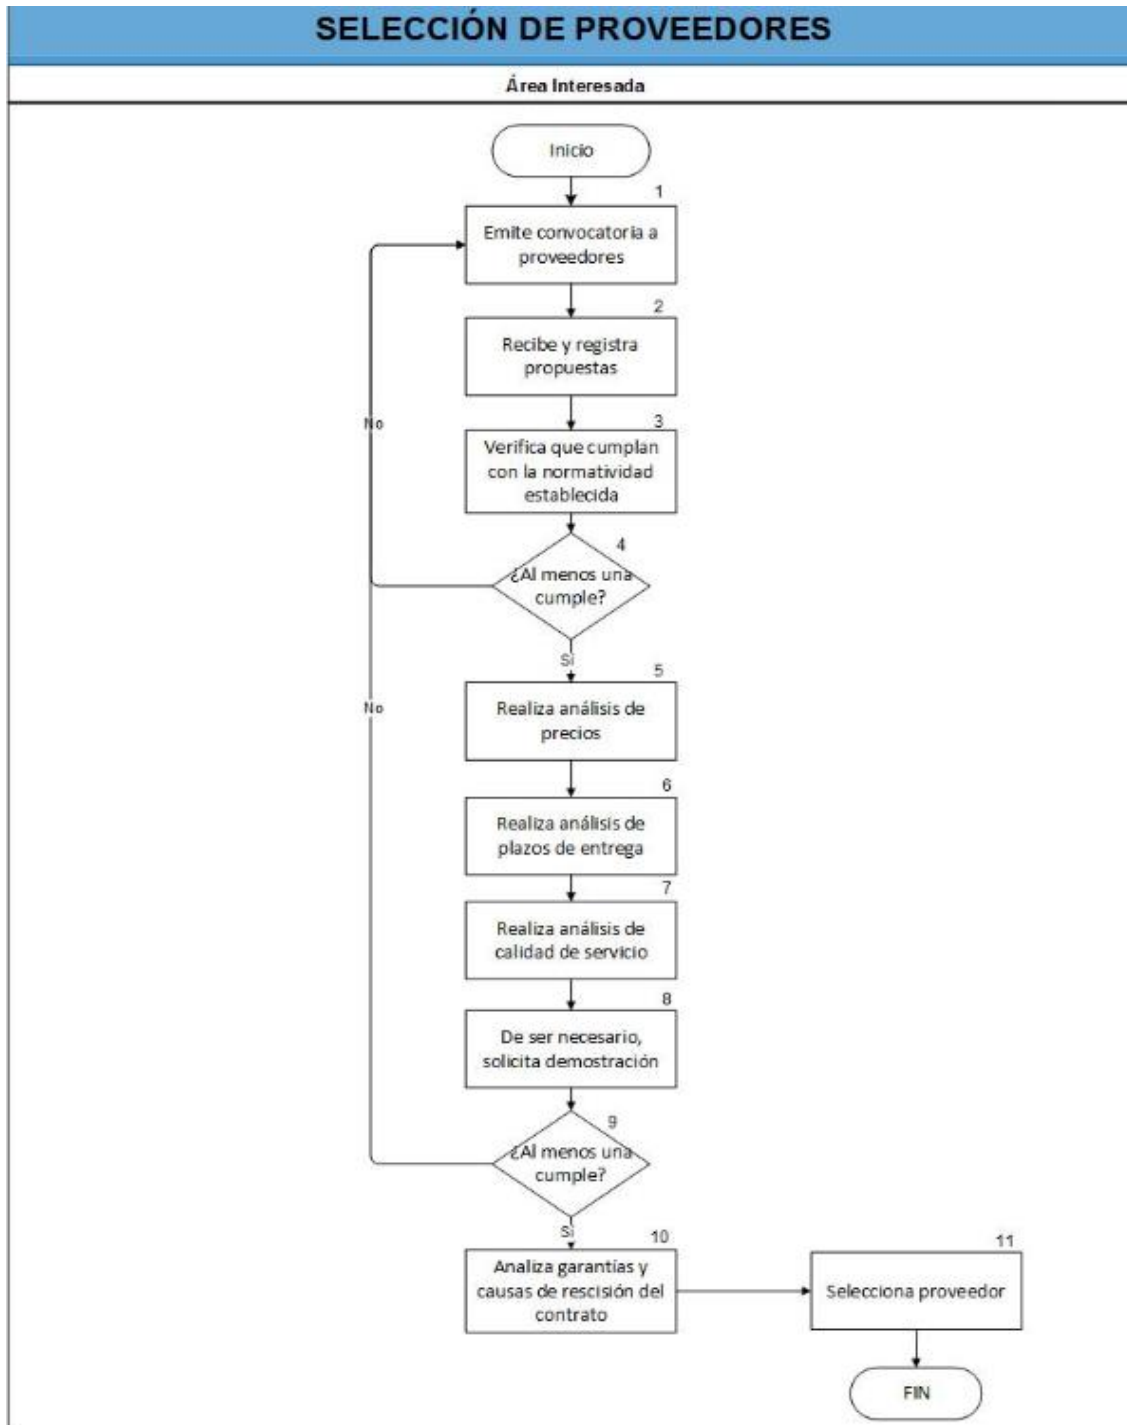 SELECCIÓN DE PROVEEDORES
Área Interesada
Inicio
1
Emite convocatoria a
proveedores
2
Recibe y registra
propuestas
No
3
Verifica que cumplan
con la normatividad
establecida
4
¿Al menos una
cumple?
Sí
5
Realiza análisis de
precios
No
6
Realiza análisis de
plazos de entrega
7
Realiza análisis de
calidad de servicio
8
De ser necesario,
solicita demostración
9
¿Al menos una
cumple?
Sí
10
Analiza garantías y
causas de rescisión del
contrato
11
Selecciona proveedor
FIN